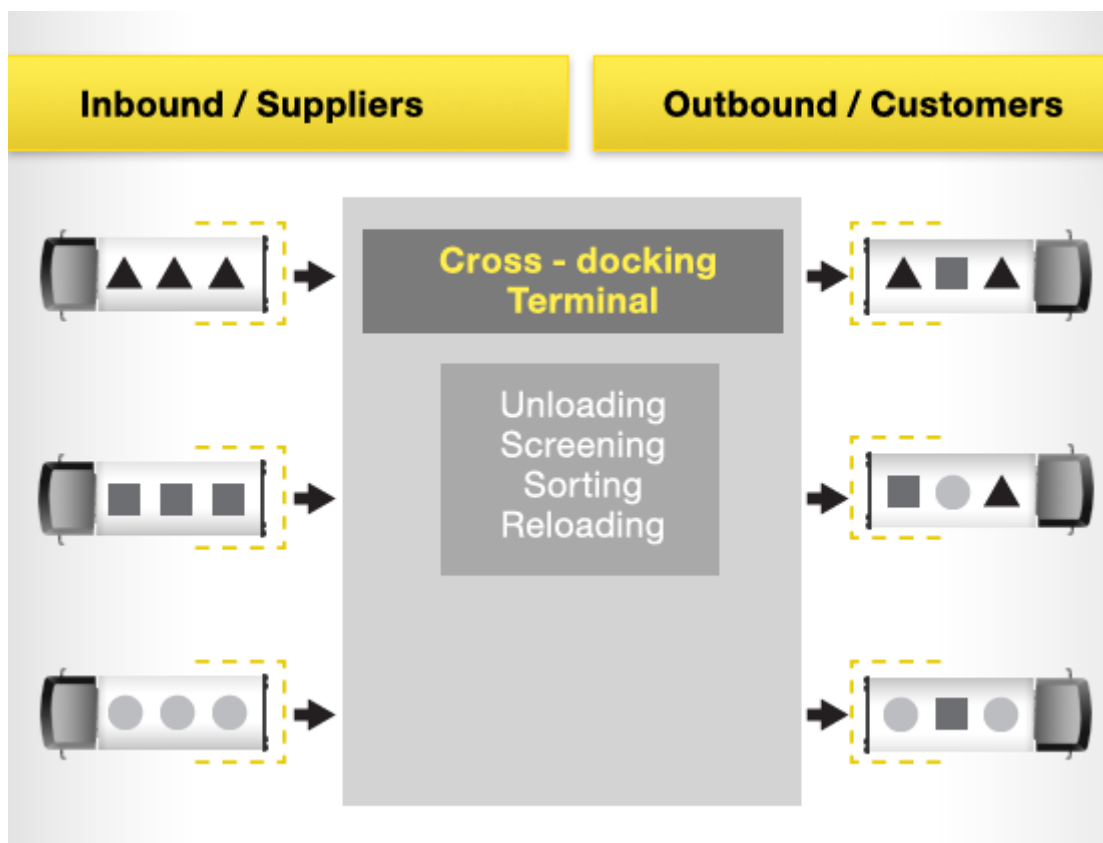 Inbound / Suppliers
Outbound / Customers
Cross - docking
Terminal
Unloading
Screening
Sorting
Reloading